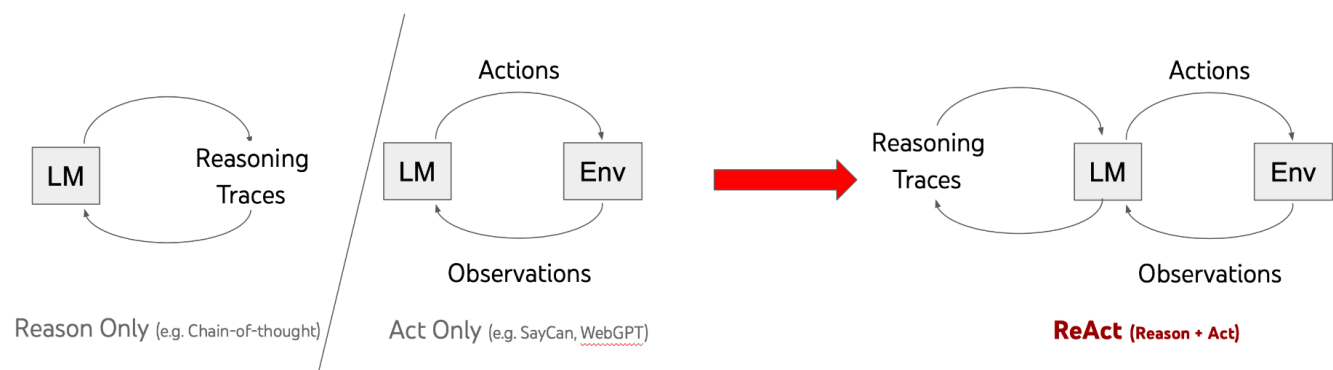 LM
Reasoning
Traces
Reason Only (e.g. Chain-of-thought)
Actions
LM
Env
Observations
Act Only (e.g. SayCan, WebGPT)
Reasoning
Traces
LM
Actions
Env
Observations
ReAct (Reason + Act)